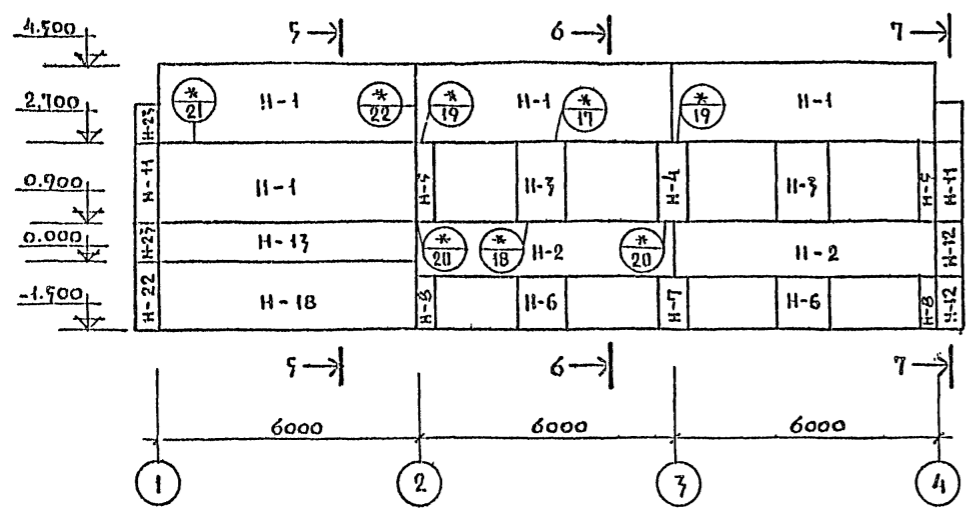 4.500
5 6 7
2.700
* 21
Н-1
* 22
* 19
Н-1
* 17
* 19
Н-1
Н-23
0.900
Н-11
Н-1
Н-5
Н-3
Н-4
Н-3
Н-5
Н-11
0.000
Н-23
Н-13
* 20
* 18
Н-2
* 20
Н-2
Н-12
-1.500
Н-22
Н-18
Н-8
Н-6
Н-7
Н-6
Н-8
Н-12
5 6 7
6000 6000 6000
1 2 3 4